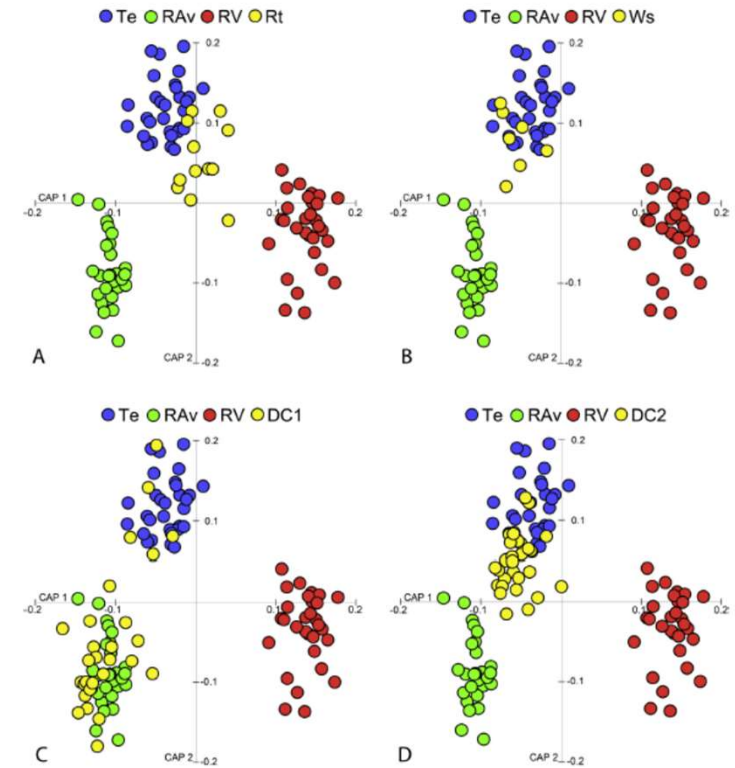 Te RAv RV Rt
0.2
0.1
CAP 1
-0.2 -0.1 0.1 0.2
-0.1
CAP 2 -0.2
A
Te RAv RV Ws
0.2
0.1
CAP 1
-0.2 -0.1 0.1 0.2
-0.1
CAP 2 -0.2
B
Te RAv RV DC1
0.2
0.1
CAP 1
-0.2 -0.1 0.1 0.2
-0.1
CAP 2 -0.2
C
Te RAv RV DC2
0.2
0.1
CAP 1
-0.2 -0.1 0.1 0.2
-0.1
CAP 2 -0.2
D